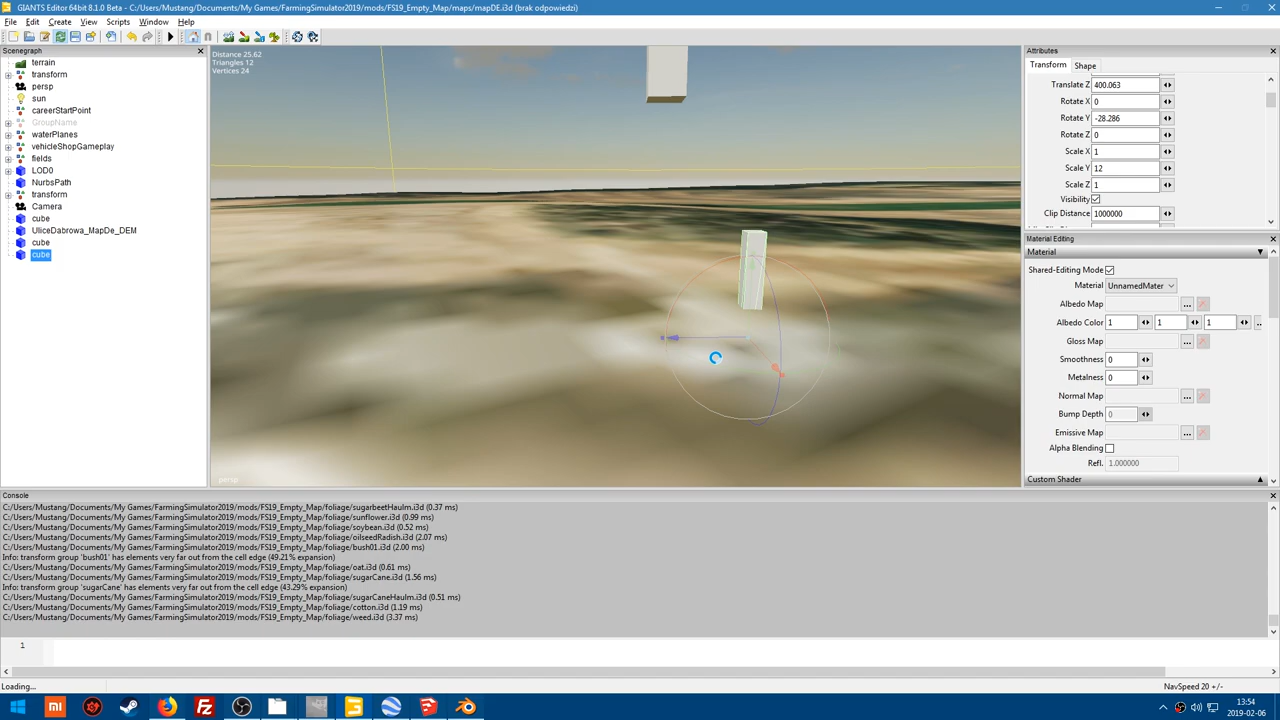 GIANTS Editor 64bit 8.1.0 Beta - C:/Users/Mustang/Documents/My Games/FarmingSimulator2019/mods/FS19_Empty_Map/maps/mapDE.i3d (brak odpowiedzi)
File Edit Create View Scripts Window Help
Scenegraph
terrain
transform
persp
sun
careerStartPoint
GroupName
waterPlanes
vehicleShopGameplay
fields
LOD0
NurbsPath
transform
Camera
cube
UliceDabrowa_MapDe_DEM
cube
cube
Distance 25.62
Triangles 12
Vertices 24
persp
Attributes
Transform Shape
Translate Z 400.063
Rotate X 0
Rotate Y -28.286
Rotate Z 0
Scale X 1
Scale Y 12
Scale Z 1
Visibility
Clip Distance 1000000
Material Editing
Material
Shared-Editing Mode
Material UnnamedMater
Albedo Map ...
Albedo Color 1 1 1 ..
Gloss Map ...
Smoothness 0
Metalness 0
Normal Map ...
Bump Depth 0
Emissive Map ...
Alpha Blending
Refl. 1.000000
Custom Shader
Console
C:/Users/Mustang/Documents/My Games/FarmingSimulator2019/mods/FS19_Empty_Map/foliage/sugarbeetHaulm.i3d (0.37 ms)
C:/Users/Mustang/Documents/My Games/FarmingSimulator2019/mods/FS19_Empty_Map/foliage/sunflower.i3d (0.99 ms)
C:/Users/Mustang/Documents/My Games/FarmingSimulator2019/mods/FS19_Empty_Map/foliage/soybean.i3d (0.52 ms)
C:/Users/Mustang/Documents/My Games/FarmingSimulator2019/mods/FS19_Empty_Map/foliage/oilseedRadish.i3d (2.07 ms)
C:/Users/Mustang/Documents/My Games/FarmingSimulator2019/mods/FS19_Empty_Map/foliage/bush01.i3d (2.00 ms)
Info: transform group 'bush01' has elements very far out from the cell edge (49.21% expansion)
C:/Users/Mustang/Documents/My Games/FarmingSimulator2019/mods/FS19_Empty_Map/foliage/oat.i3d (0.61 ms)
C:/Users/Mustang/Documents/My Games/FarmingSimulator2019/mods/FS19_Empty_Map/foliage/sugarCane.i3d (1.56 ms)
Info: transform group 'sugarCane' has elements very far out from the cell edge (43.29% expansion)
C:/Users/Mustang/Documents/My Games/FarmingSimulator2019/mods/FS19_Empty_Map/foliage/sugarCaneHaulm.i3d (0.51 ms)
C:/Users/Mustang/Documents/My Games/FarmingSimulator2019/mods/FS19_Empty_Map/foliage/cotton.i3d (1.19 ms)
C:/Users/Mustang/Documents/My Games/FarmingSimulator2019/mods/FS19_Empty_Map/foliage/weed.i3d (3.37 ms)
1
Loading... NavSpeed 20 +/-
13:54
2019-02-06